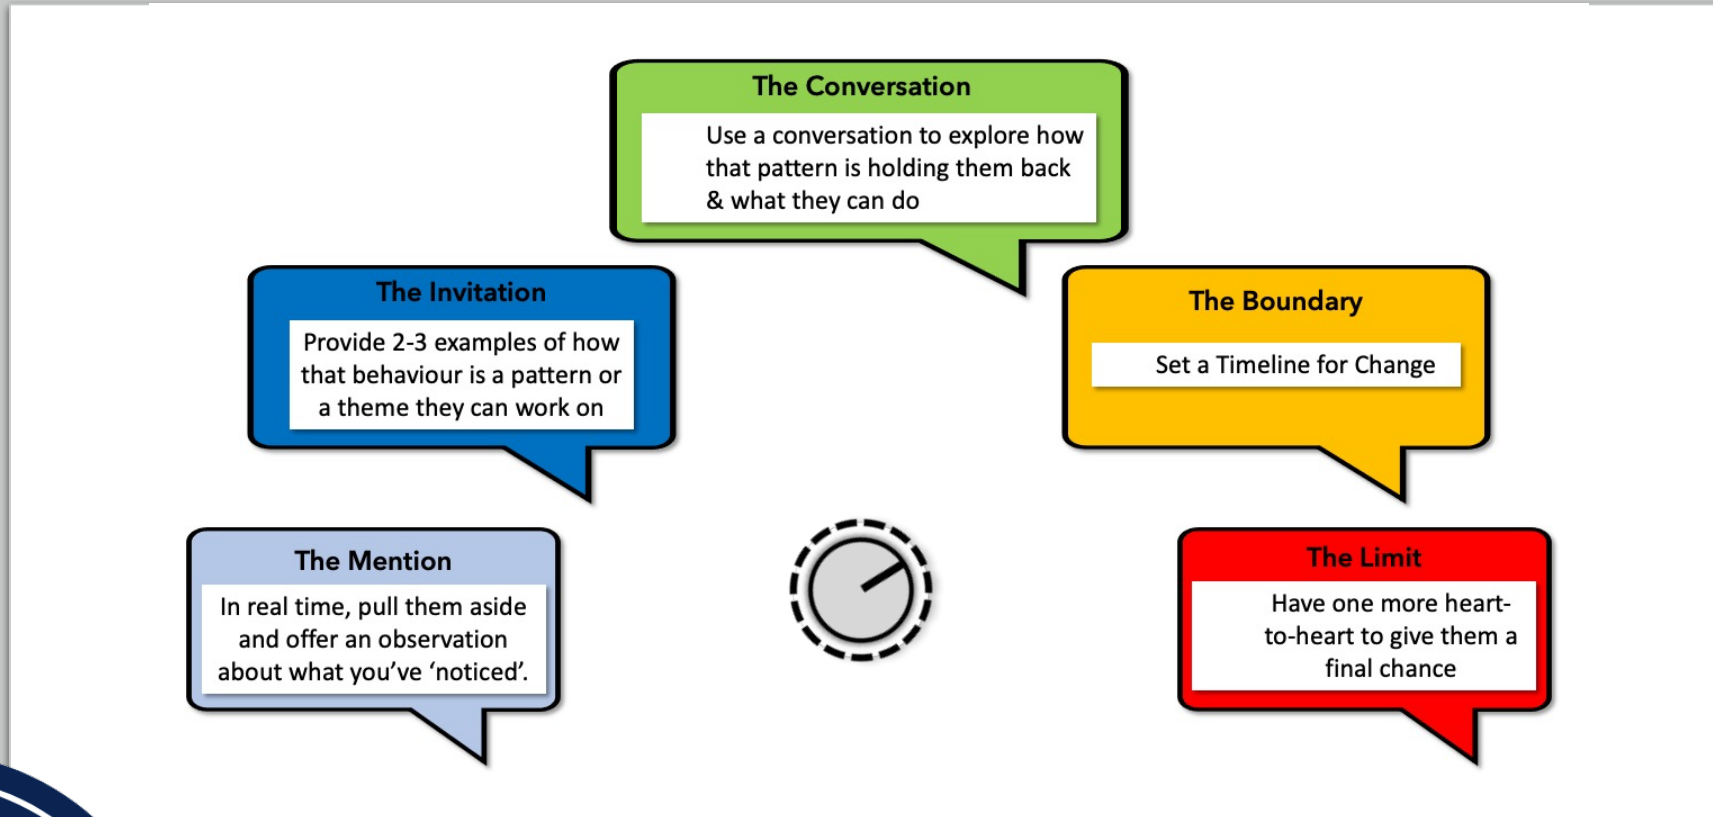 The Conversation
Use a conversation to explore how
that pattern is holding them back
& what they can do
The Invitation
Provide 2-3 examples of how
that behaviour is a pattern or
a theme they can work on
The Boundary
Set a Timeline for Change
The Mention
In real time, pull them aside
and offer an observation
about what you’ve ‘noticed’.
The Limit
Have one more heart-
to-heart to give them a
final chance